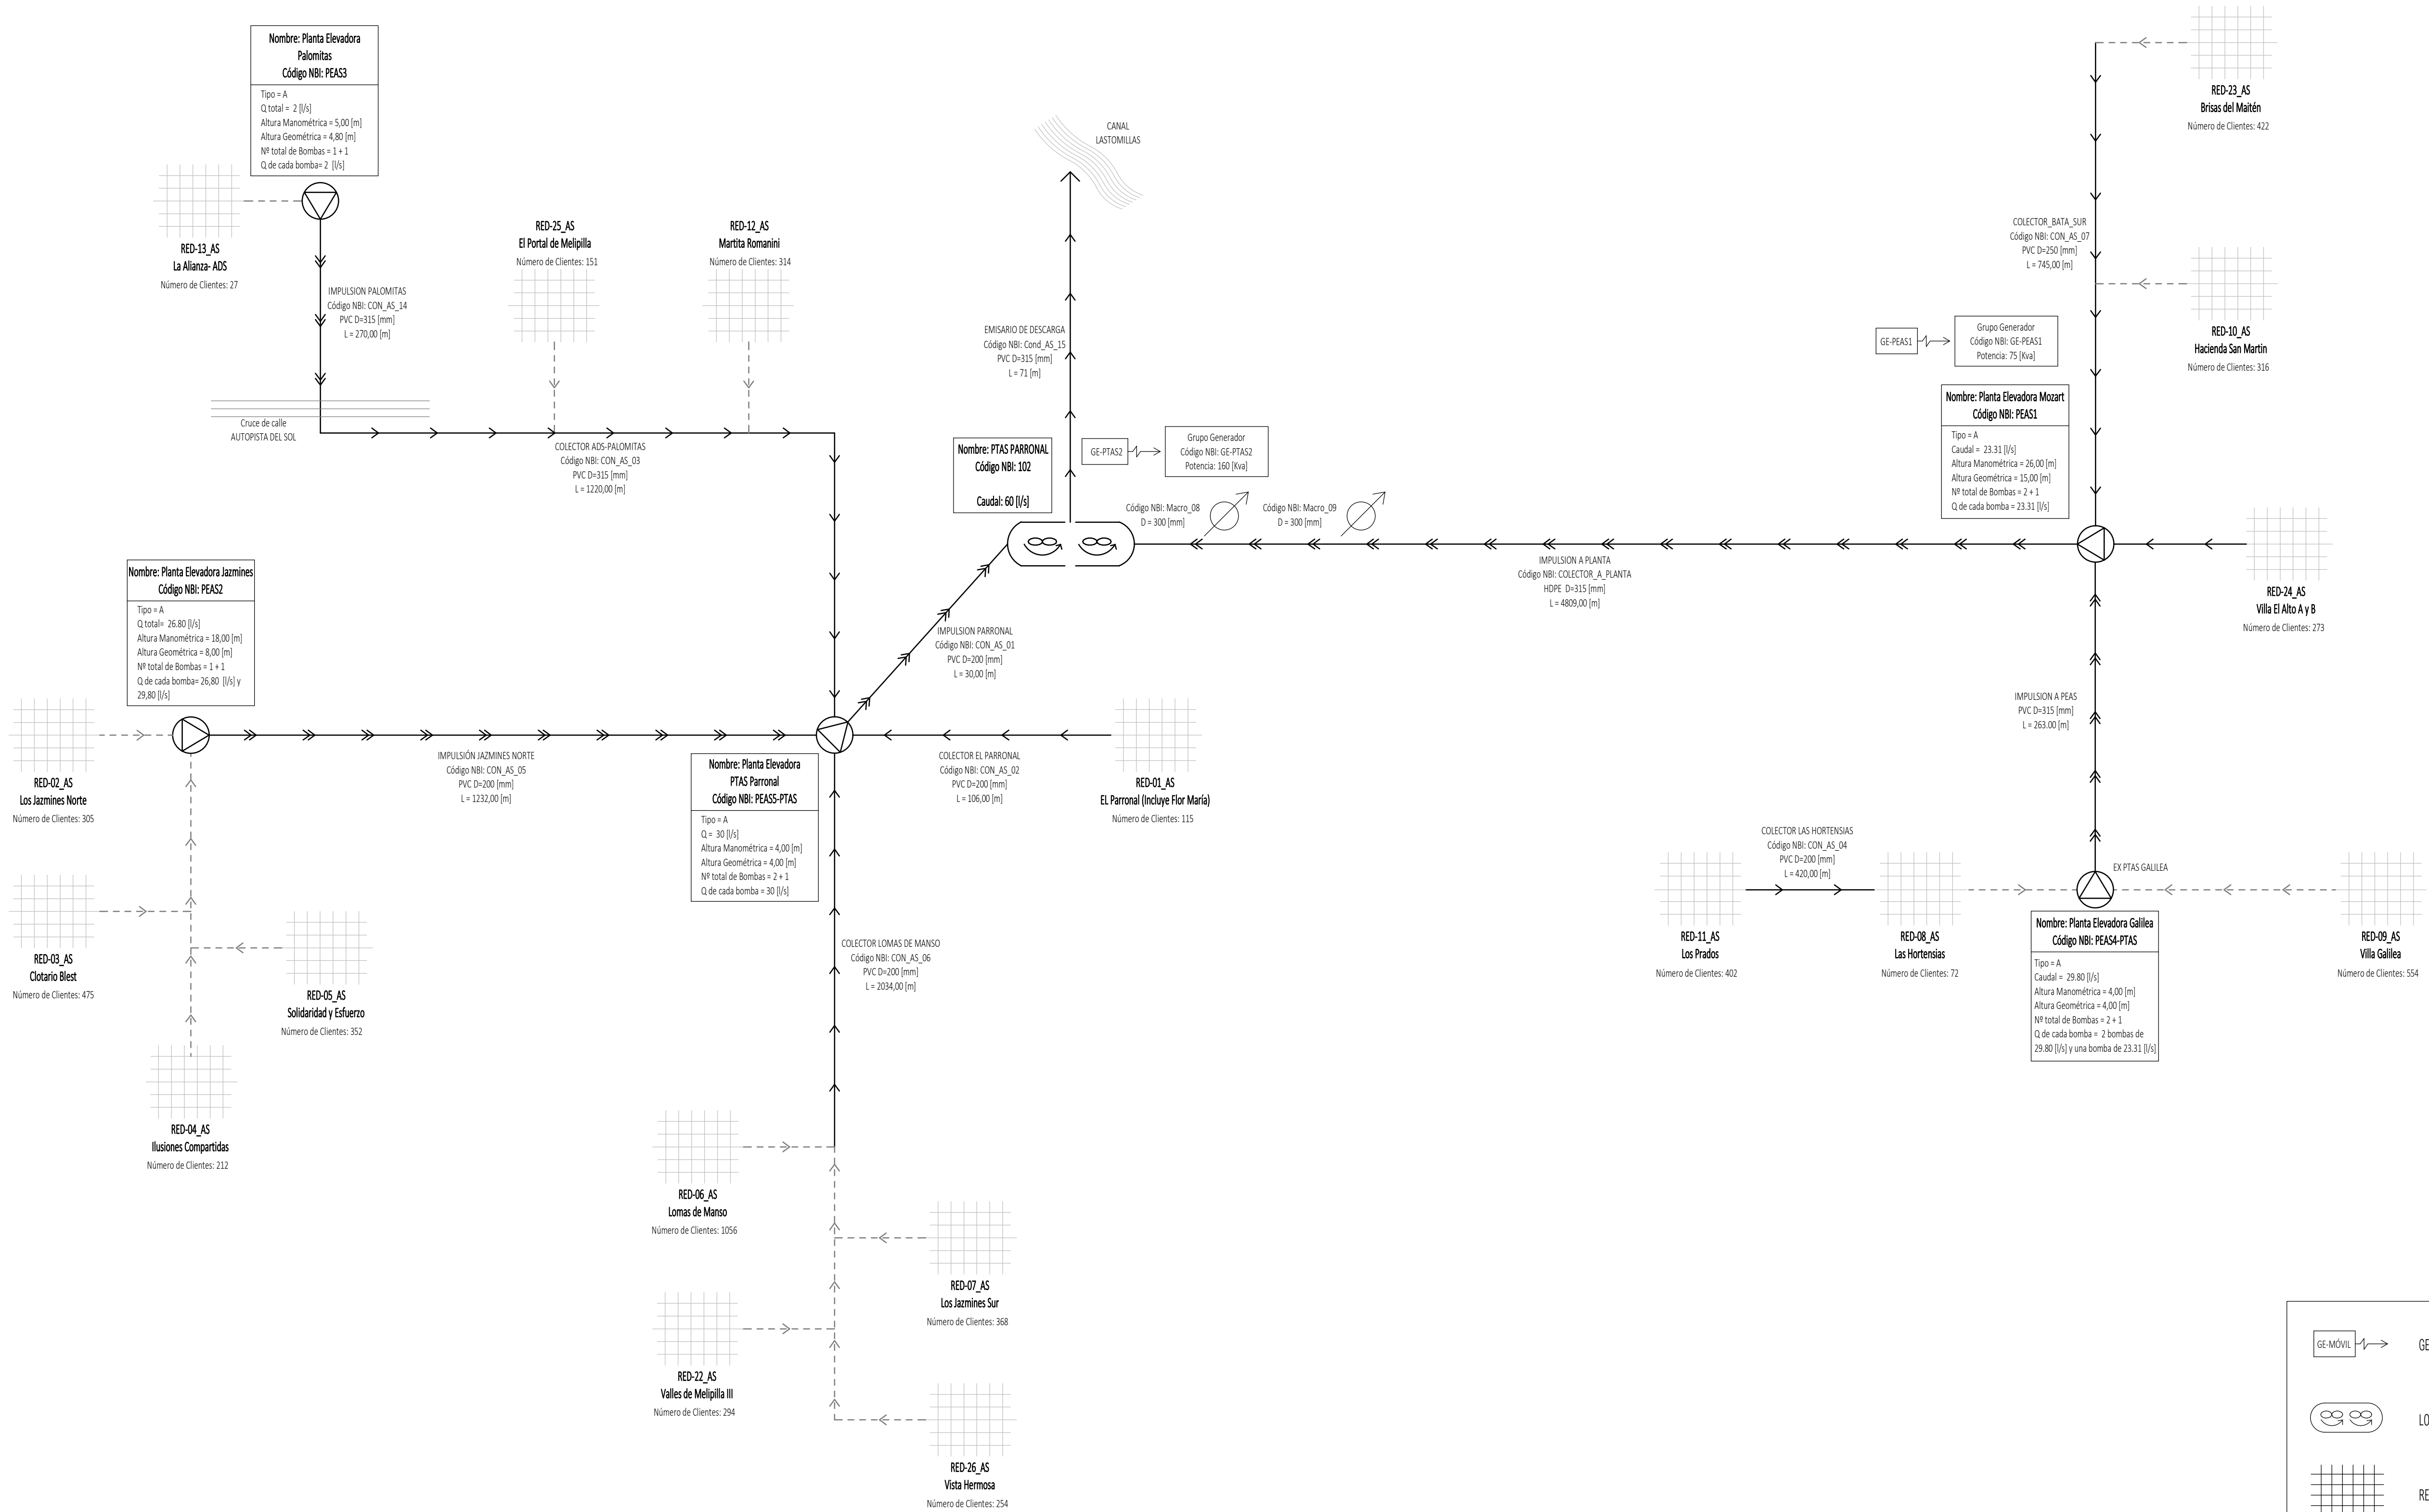 Nombre: Planta Elevadora
Palomitas
Código NBI: PEAS3
Tipo = A
Q total =  2 [l/s]
Altura Manométrica = 5,00 [m]
Altura Geométrica = 4,80 [m]
Nº total de Bombas = 1 + 1
Q de cada bomba= 2  [l/s]
RED-13_AS
La Alianza- ADS
Número de Clientes: 27
IMPULSION PALOMITAS
Código NBI: CON_AS_14
PVC D=315 [mm]
L = 270,00 [m]
Cruce de calle
AUTOPISTA DEL SOL
RED-25_AS
El Portal de Melipilla
Número de Clientes: 151
RED-12_AS
Martita Romanini
Número de Clientes: 314
COLECTOR ADS-PALOMITAS
Código NBI: CON_AS_03
PVC D=315 [mm]
L = 1220,00 [m]
CANAL
LASTOMILLAS
EMISARIO DE DESCARGA
Código NBI: Cond_AS_15
PVC D=315 [mm]
L = 71 [m]
Nombre: PTAS PARRONAL
Código NBI: 102
Caudal: 60 [l/s]
GE-PTAS2
Grupo Generador
Código NBI: GE-PTAS2
Potencia: 160 [Kva]
Código NBI: Macro_08
D = 300 [mm]
Código NBI: Macro_09
D = 300 [mm]
IMPULSION A PLANTA
Código NBI: COLECTOR_A_PLANTA
HDPE  D=315 [mm]
L = 4809,00 [m]
RED-23_AS
Brisas del Maitén
Número de Clientes: 422
COLECTOR_BATA_SUR
Código NBI: CON_AS_07
PVC D=250 [mm]
L = 745,00 [m]
RED-10_AS
Hacienda San Martin
Número de Clientes: 316
GE-PEAS1
Grupo Generador
Código NBI: GE-PEAS1
Potencia: 75 [Kva]
Nombre: Planta Elevadora Mozart
Código NBI: PEAS1
Tipo = A
Caudal =  23.31 [l/s]
Altura Manométrica = 26,00 [m]
Altura Geométrica = 15,00 [m]
Nº total de Bombas = 2 + 1
Q de cada bomba = 23.31 [l/s]
RED-24_AS
Villa El Alto A y B
Número de Clientes: 273
IMPULSION A PEAS
PVC D=315 [mm]
L = 263.00 [m]
Nombre: Planta Elevadora Jazmines
Código NBI: PEAS2
Tipo = A
Q total=  26.80 [l/s]
Altura Manométrica = 18,00 [m]
Altura Geométrica = 8,00 [m]
Nº total de Bombas = 1 + 1
Q de cada bomba= 26,80  [l/s] y
29,80 [l/s]
RED-02_AS
Los Jazmines Norte
Número de Clientes: 305
IMPULSIÓN JAZMINES NORTE
Código NBI: CON_AS_05
PVC D=200 [mm]
L = 1232,00 [m]
IMPULSION PARRONAL
Código NBI: CON_AS_01
PVC D=200 [mm]
L = 30,00 [m]
Nombre: Planta Elevadora
PTAS Parronal
Código NBI: PEAS5-PTAS
Tipo = A
Q =  30 [l/s]
Altura Manométrica = 4,00 [m]
Altura Geométrica = 4,00 [m]
Nº total de Bombas = 2 + 1
Q de cada bomba = 30 [l/s]
COLECTOR EL PARRONAL
Código NBI: CON_AS_02
PVC D=200 [mm]
L = 106,00 [m]
RED-01_AS
EL Parronal (Incluye Flor María)
Número de Clientes: 115
RED-03_AS
Clotario Blest
Número de Clientes: 475
RED-05_AS
Solidaridad y Esfuerzo
Número de Clientes: 352
RED-04_AS
Ilusiones Compartidas
Número de Clientes: 212
COLECTOR LOMAS DE MANSO
Código NBI: CON_AS_06
PVC D=200 [mm]
L = 2034,00 [m]
RED-06_AS
Lomas de Manso
Número de Clientes: 1056
RED-07_AS
Los Jazmines Sur
Número de Clientes: 368
RED-22_AS
Valles de Melipilla III
Número de Clientes: 294
RED-26_AS
Vista Hermosa
Número de Clientes: 254
COLECTOR LAS HORTENSIAS
Código NBI: CON_AS_04
PVC D=200 [mm]
L = 420,00 [m]
RED-11_AS
Los Prados
Número de Clientes: 402
RED-08_AS
Las Hortensias
Número de Clientes: 72
EX PTAS GALILEA
Nombre: Planta Elevadora Galilea
Código NBI: PEAS4-PTAS
Tipo = A
Caudal =  29.80 [l/s]
Altura Manométrica = 4,00 [m]
Altura Geométrica = 4,00 [m]
Nº total de Bombas = 2 + 1
Q de cada bomba =  2 bombas de
29.80 [l/s] y una bomba de 23.31 [l/s]
RED-09_AS
Villa Galilea
Número de Clientes: 554
GE-MÓVIL